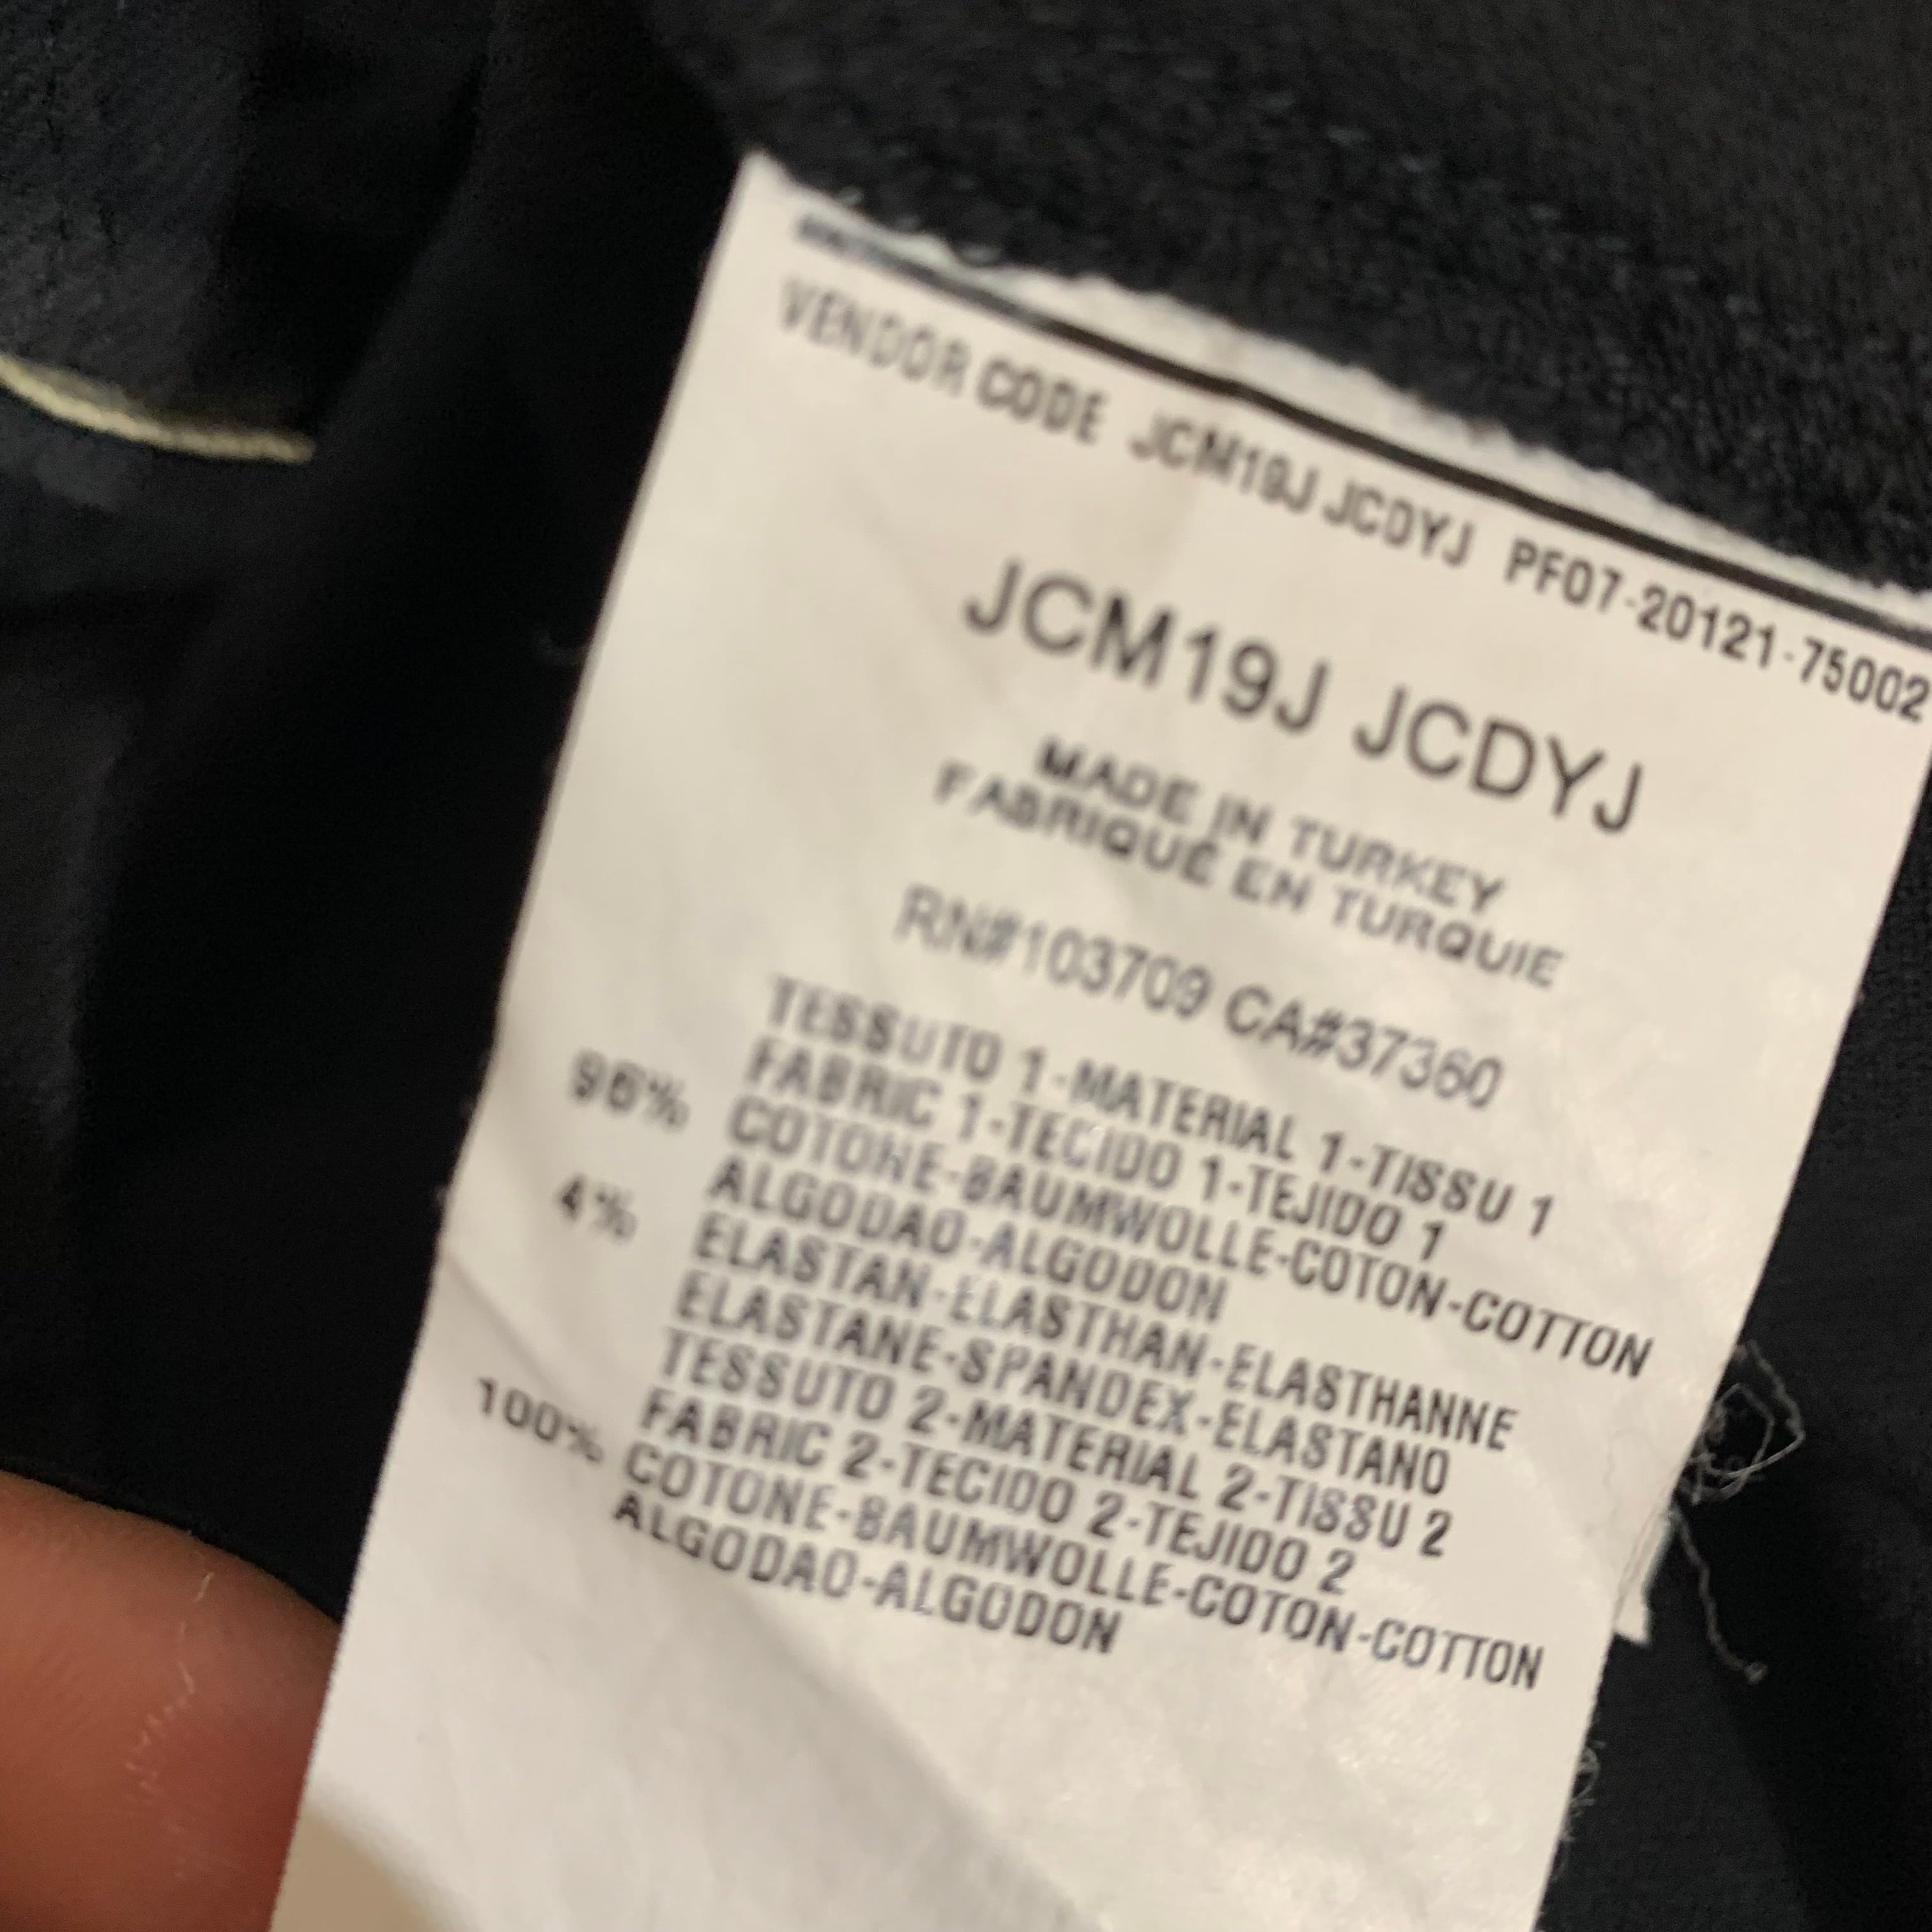 VENDOR CODE JCM19J JCDYJ PF07-20121-75002
JCM19J JCDYJ
MADE IN TURKEY
FABRIQUÉ EN TURQUIE
RN#103709 CA#37360
TESSUTO 1-MATERIAL 1-TISSU 1
FABRIC 1-TECIDO 1-TEJIDO 1
96% COTONE-BAUMWOLLE-COTON-COTTON
ALGODAO-ALGODON
4% ELASTAN-ELASTHAN-ELASTHANNE
ELASTANE-SPANDEX-ELASTANO
TESSUTO 2-MATERIAL 2-TISSU 2
FABRIC 2-TECIDO 2-TEJIDO 2
100% COTONE-BAUMWOLLE-COTON-COTTON
ALGODAO-ALGODON